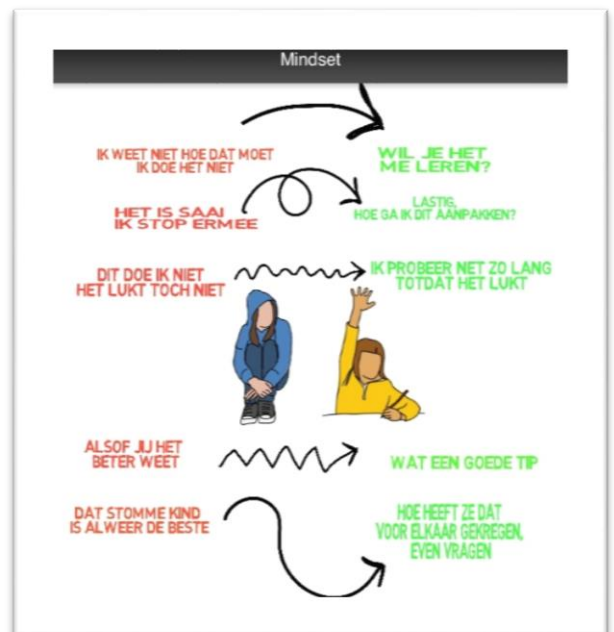 Mindset
IK WEET NIET HOE DAT MOET
IK DOE HET NIET
WIL JE HET
ME LEREN?
HET IS SAAI
IK STOP ERMEE
LASTIG,
HOE GA IK DIT AANPAKKEN?
DIT DOE IK NIET
HET LUKT TOCH NIET
IK PROBEER NET ZO LANG
TOTDAT HET LUKT
ALSOF JIJ HET
BETER WEET
WAT EEN GOEDE TIP
DAT STOMME KIND
IS ALWEER DE BESTE
HOE HEEFT ZE DAT
VOOR ELKAAR GEKREGEN,
EVEN VRAGEN